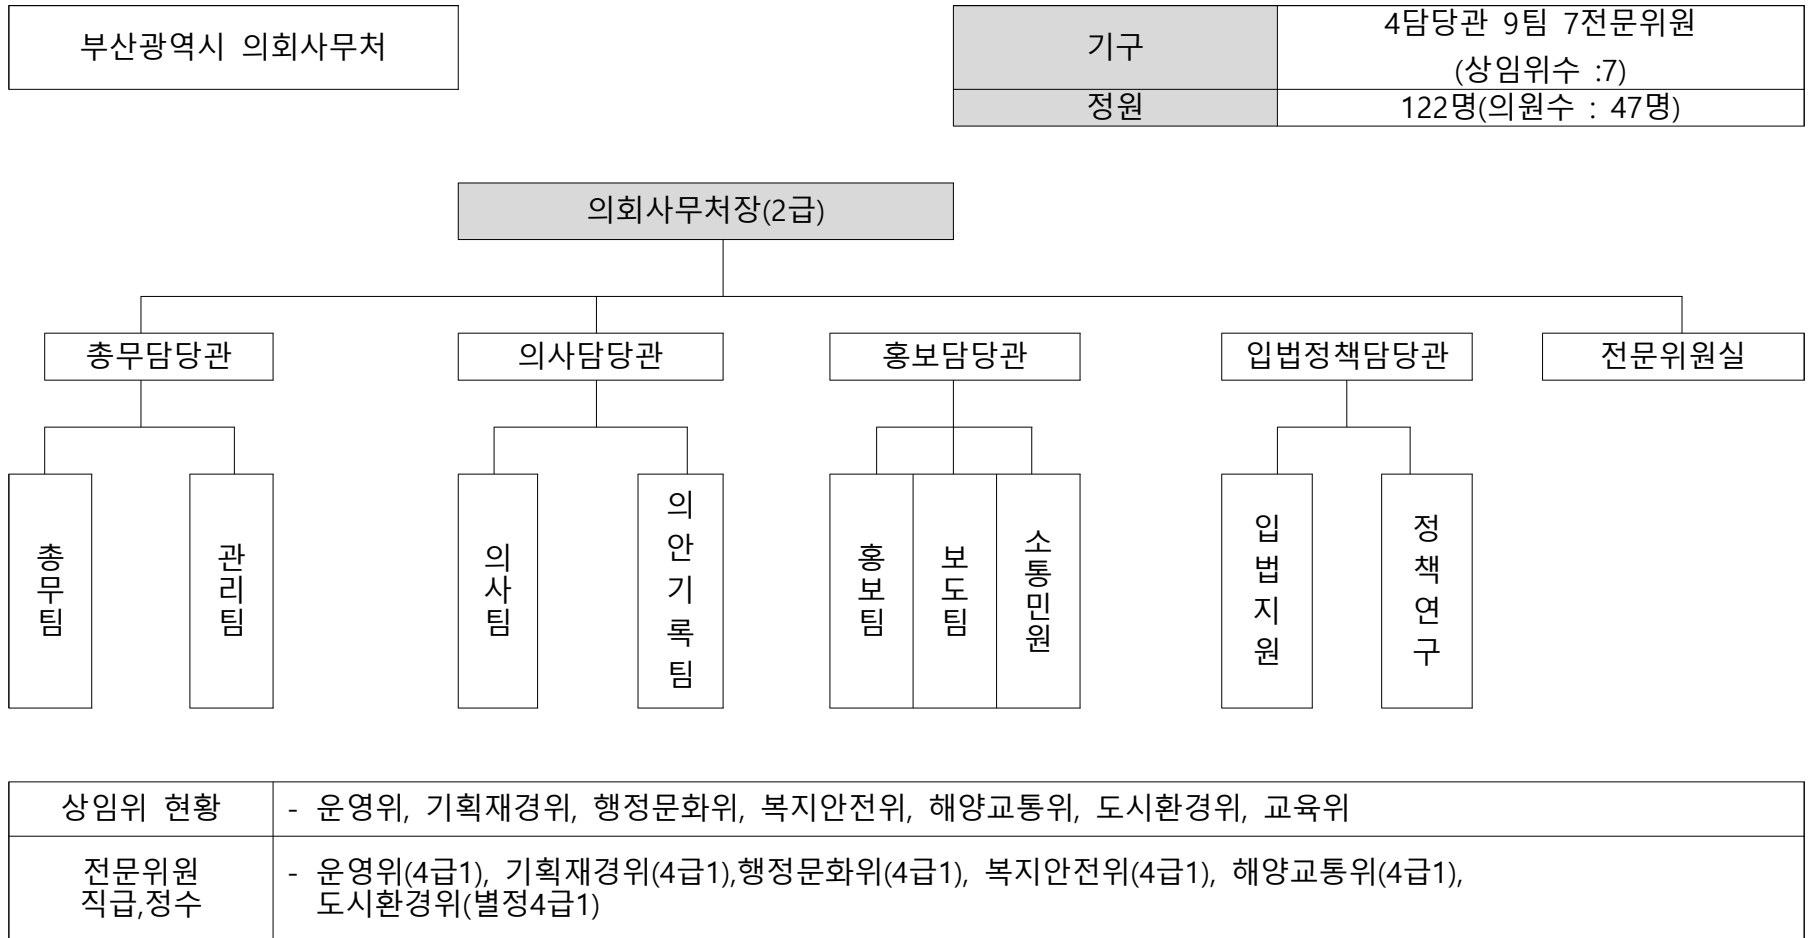 부산광역시 의회사무처
기구
4담당관 9팀 7전문위원
(상임위수 :7)
정원
122명(의원수 : 47명)
의회사무처장(2급)
총무담당관
의사담당관
홍보담당관
입법정책담당관
전문위원실
총무팀
관리팀
의사팀
의안기록팀
홍보팀
보도팀
소통민원
입법지원
정책연구
상임위 현황
- 운영위, 기획재경위, 행정문화위, 복지안전위, 해양교통위, 도시환경위, 교육위
전문위원
직급,정수
- 운영위(4급1), 기획재경위(4급1),행정문화위(4급1), 복지안전위(4급1), 해양교통위(4급1),
도시환경위(별정4급1)